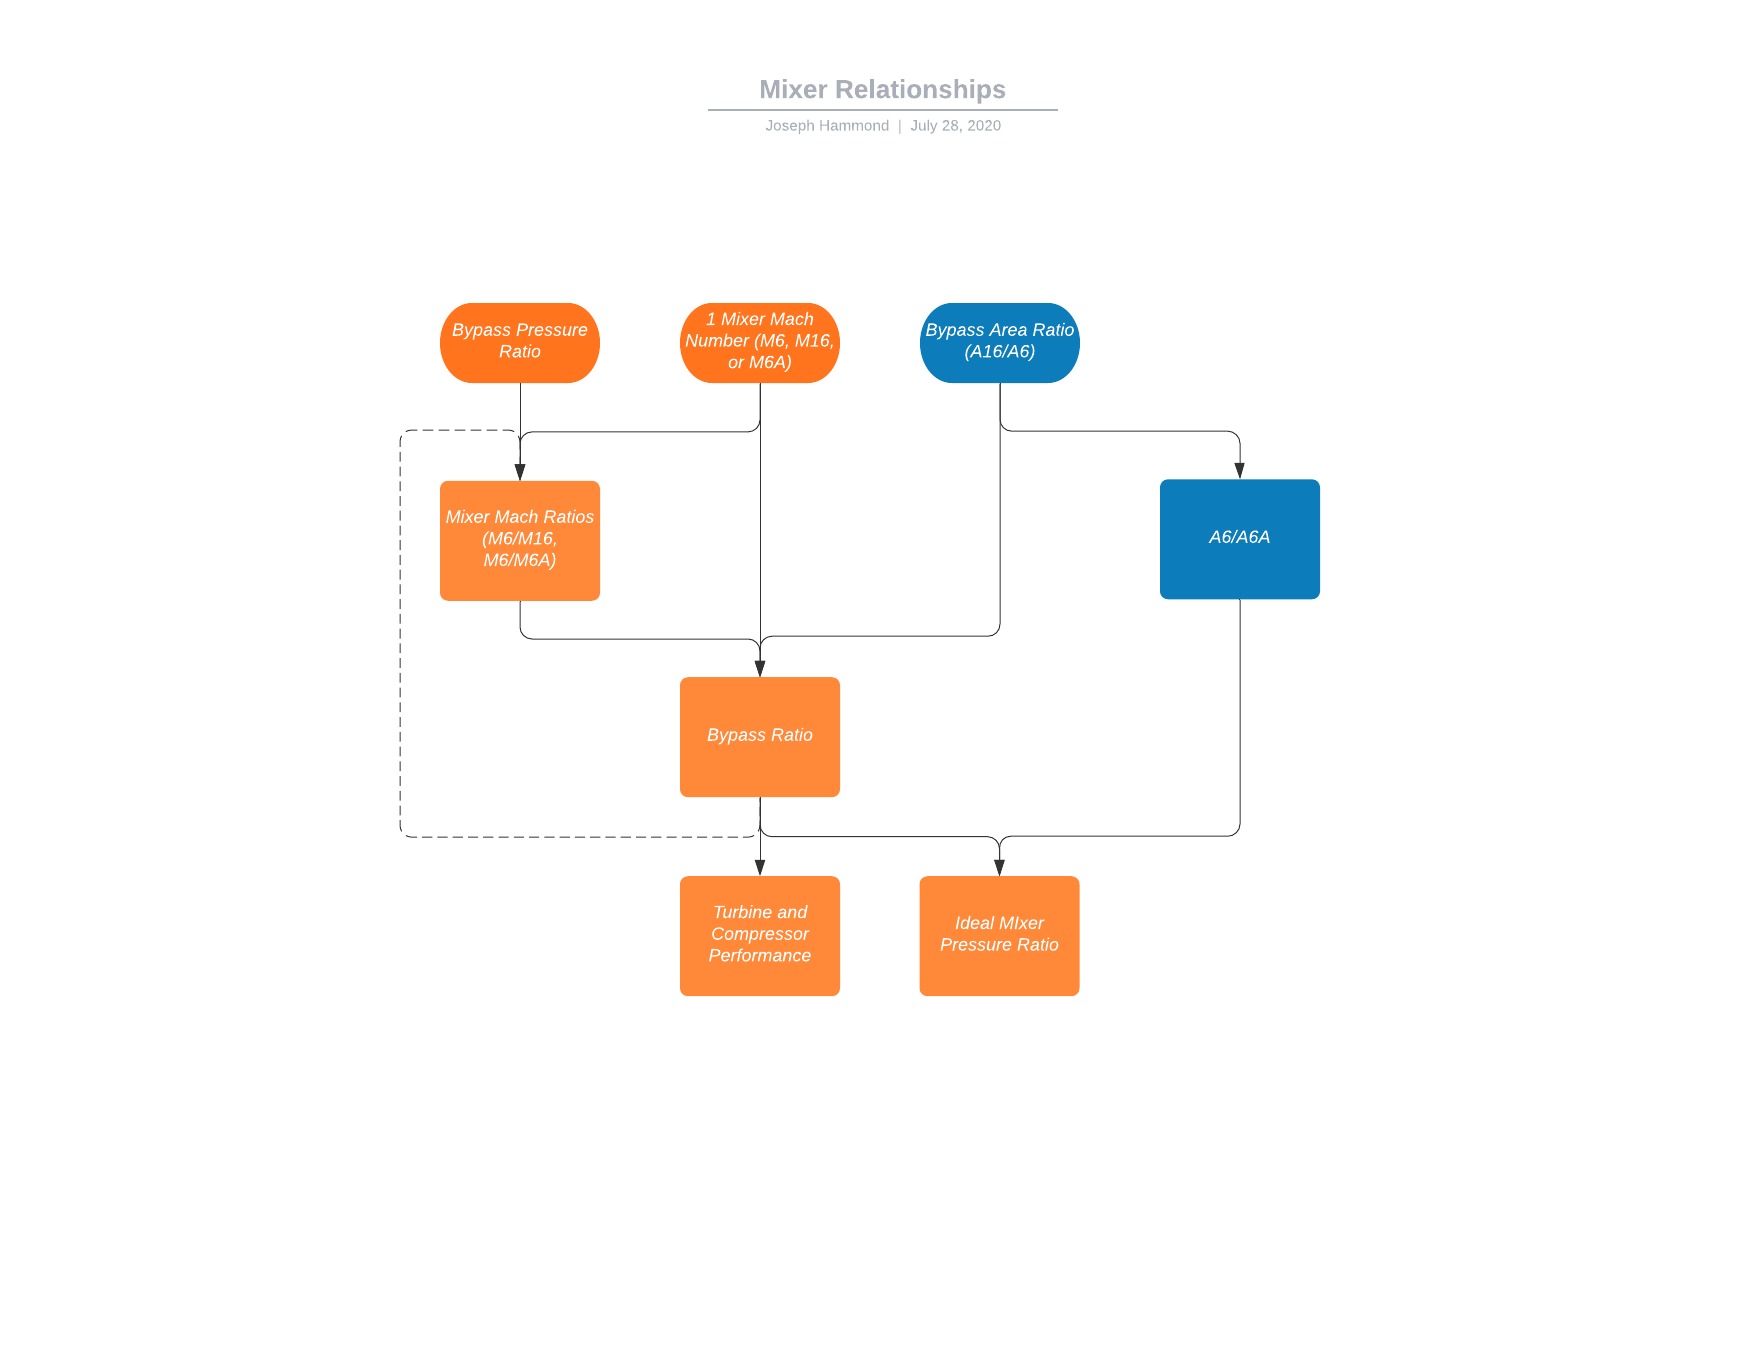 Mixer Relationships
Joseph Hammond | July 28, 2020
Bypass Pressure
Ratio
1 Mixer Mach
Number (M6, M16,
or M6A)
Bypass Area Ratio
(A16/A6)
Mixer Mach Ratios
(M6/M16,
M6/M6A)
A6/A6A
Bypass Ratio
Turbine and
Compressor
Performance
Ideal MIxer
Pressure Ratio